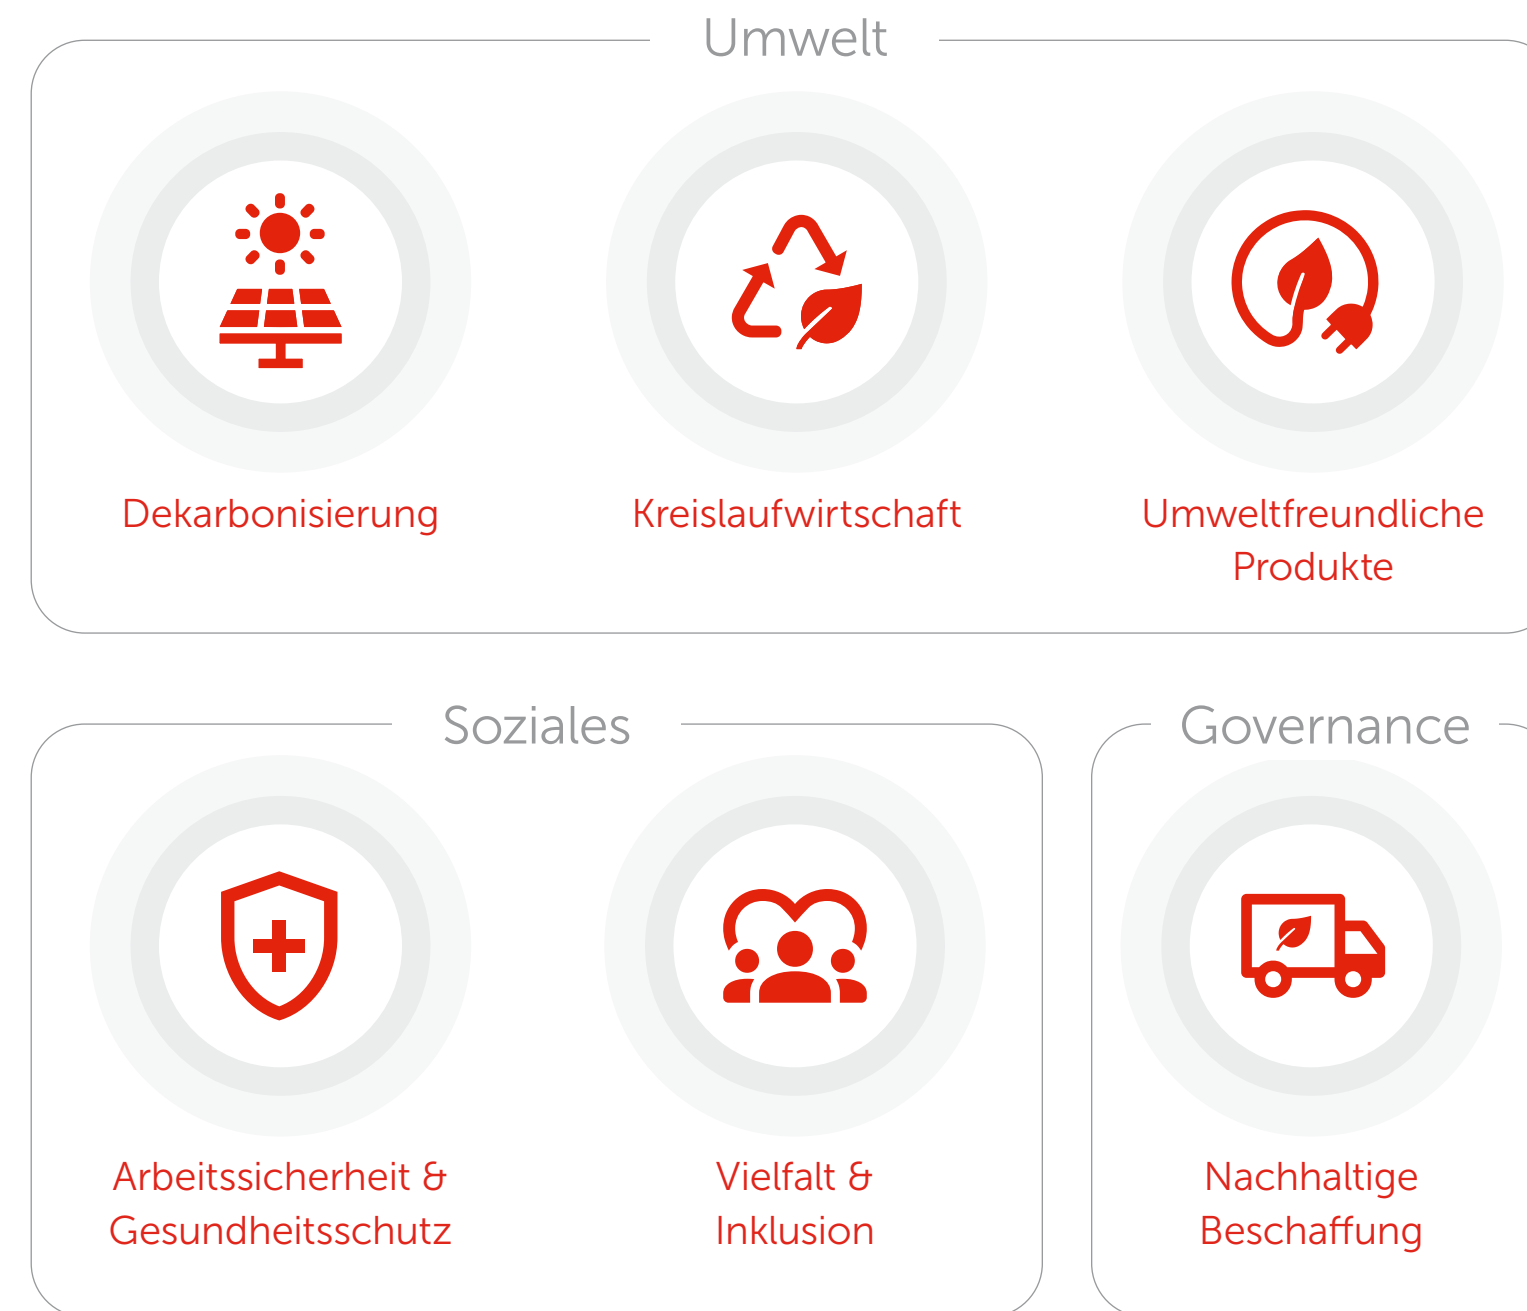 Umwelt
Dekarbonisierung
Kreislaufwirtschaft
Umweltfreundliche
Produkte
Soziales
Arbeitssicherheit &
Gesundheitsschutz
Vielfalt &
Inklusion
Governance
Nachhaltige
Beschaffung